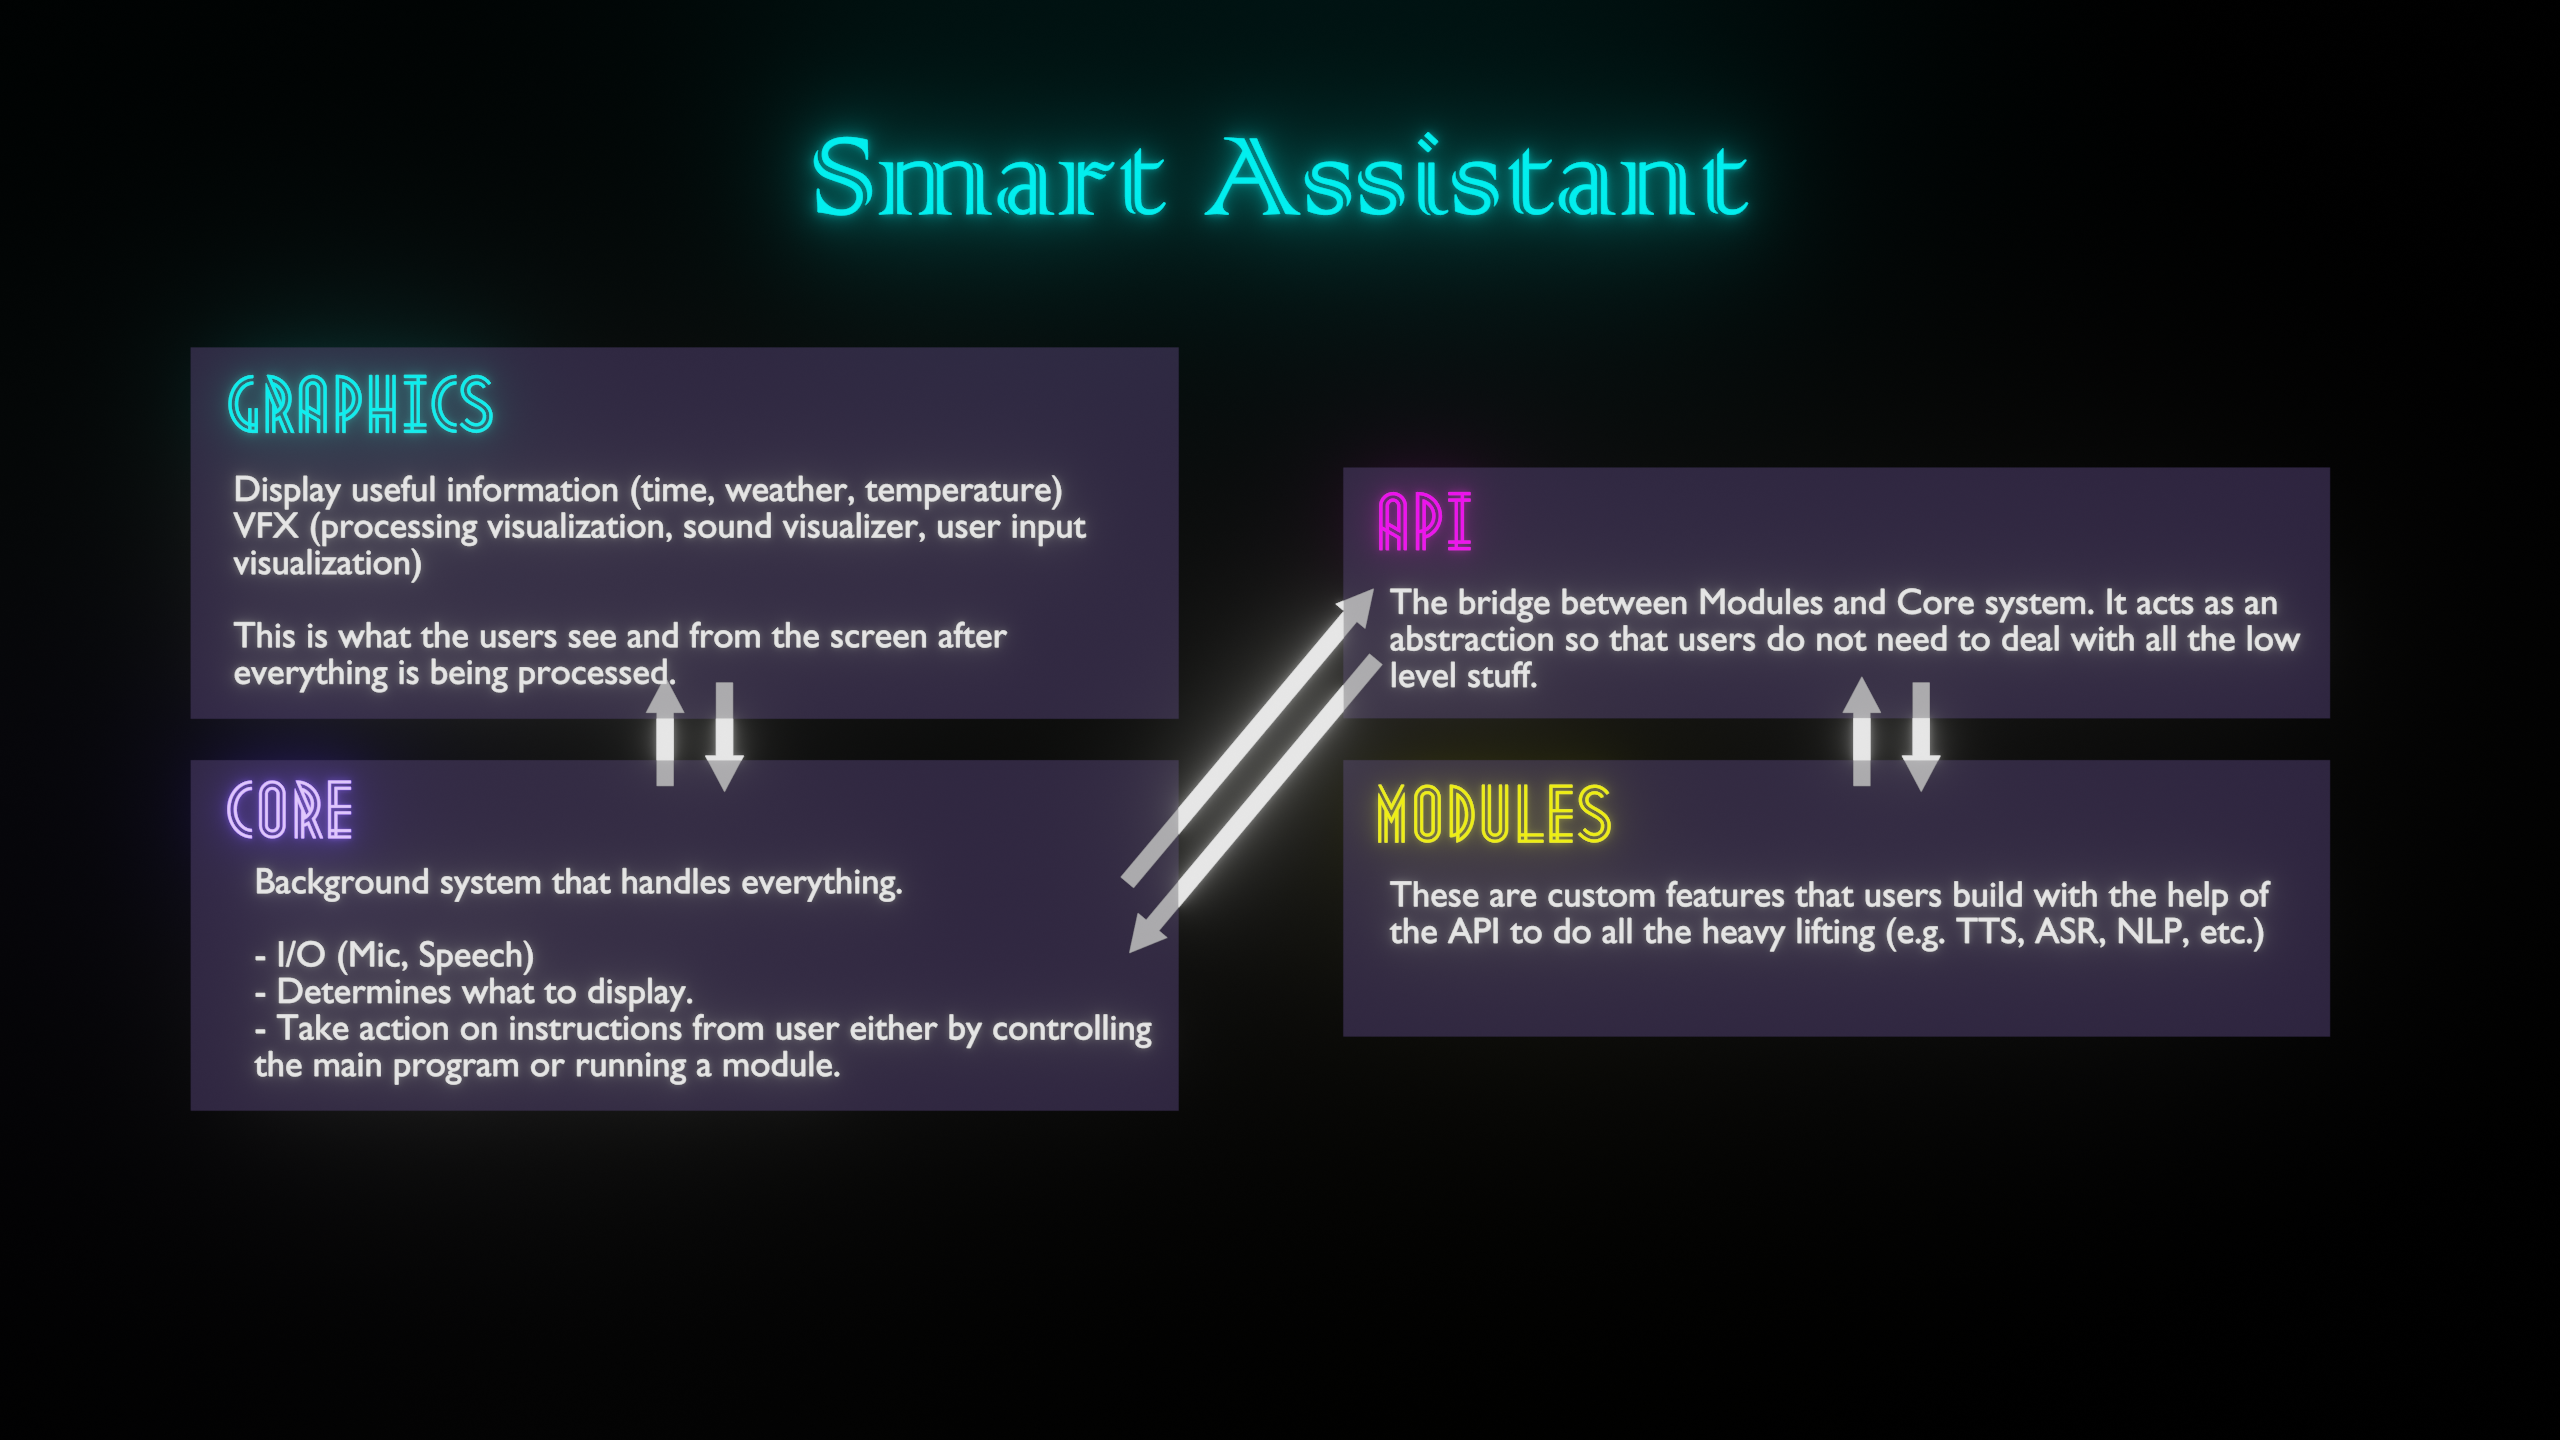 Smart Assistant
GRAPHICS
Display useful information (time, weather, temperature)
VFX (processing visualization, sound visualizer, user input
visualization)
This is what the users see and from the screen after
everything is being processed.
CORE
Background system that handles everything.
- I/O (Mic, Speech)
- Determines what to display.
- Take action on instructions from user either by controlling
the main program or running a module.
API
The bridge between Modules and Core system. It acts as an
abstraction so that users do not need to deal with all the low
level stuff.
MODULES
These are custom features that users build with the help of
the API to do all the heavy lifting (e.g. TTS, ASR, NLP, etc.)